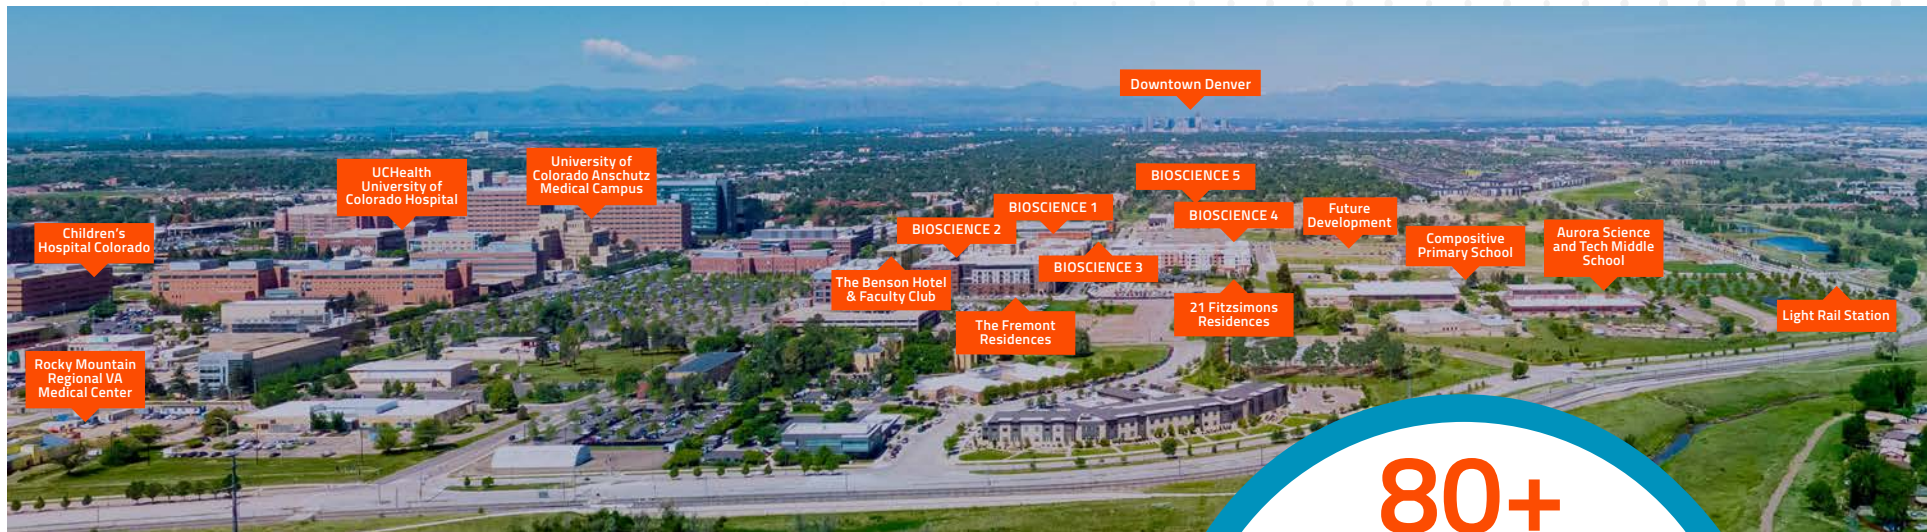 Downtown Denver
UCHealth
University of
Colorado Hospital
University of
Colorado Anschutz
Medical Campus
BIOSCIENCE 5
BIOSCIENCE 1
BIOSCIENCE 4
Future
Development
BIOSCIENCE 2
Children's
Hospital Colorado
Compositive
Primary School
Aurora Science
and Tech Middle
School
BIOSCIENCE 3
The Benson Hotel
& Faculty Club
21 Fitzsimons
Residences
Light Rail Station
The Fremont
Residences
Rocky Mountain
Regional VA
Medical Center
80+